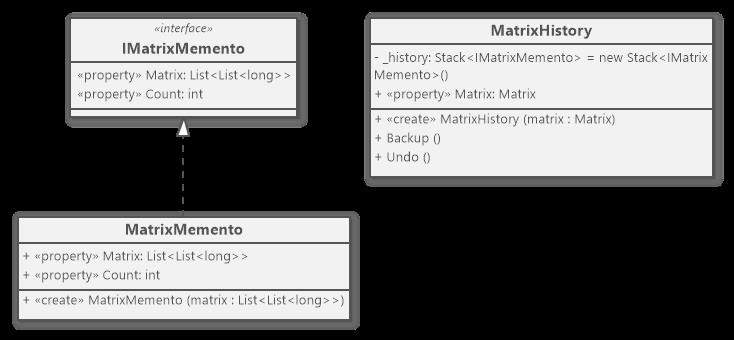 «interface»
IMatrixMemento
«property» Matrix: List<List<long>>
«property» Count: int
MatrixHistory
- _history: Stack<IMatrixMemento> = new Stack<IMatrix
Memento>()
+ «property» Matrix: Matrix
+ «create» MatrixHistory (matrix : Matrix)
+ Backup ()
+ Undo ()
MatrixMemento
+ «property» Matrix: List<List<long>>
+ «property» Count: int
+ «create» MatrixMemento (matrix : List<List<long>>)